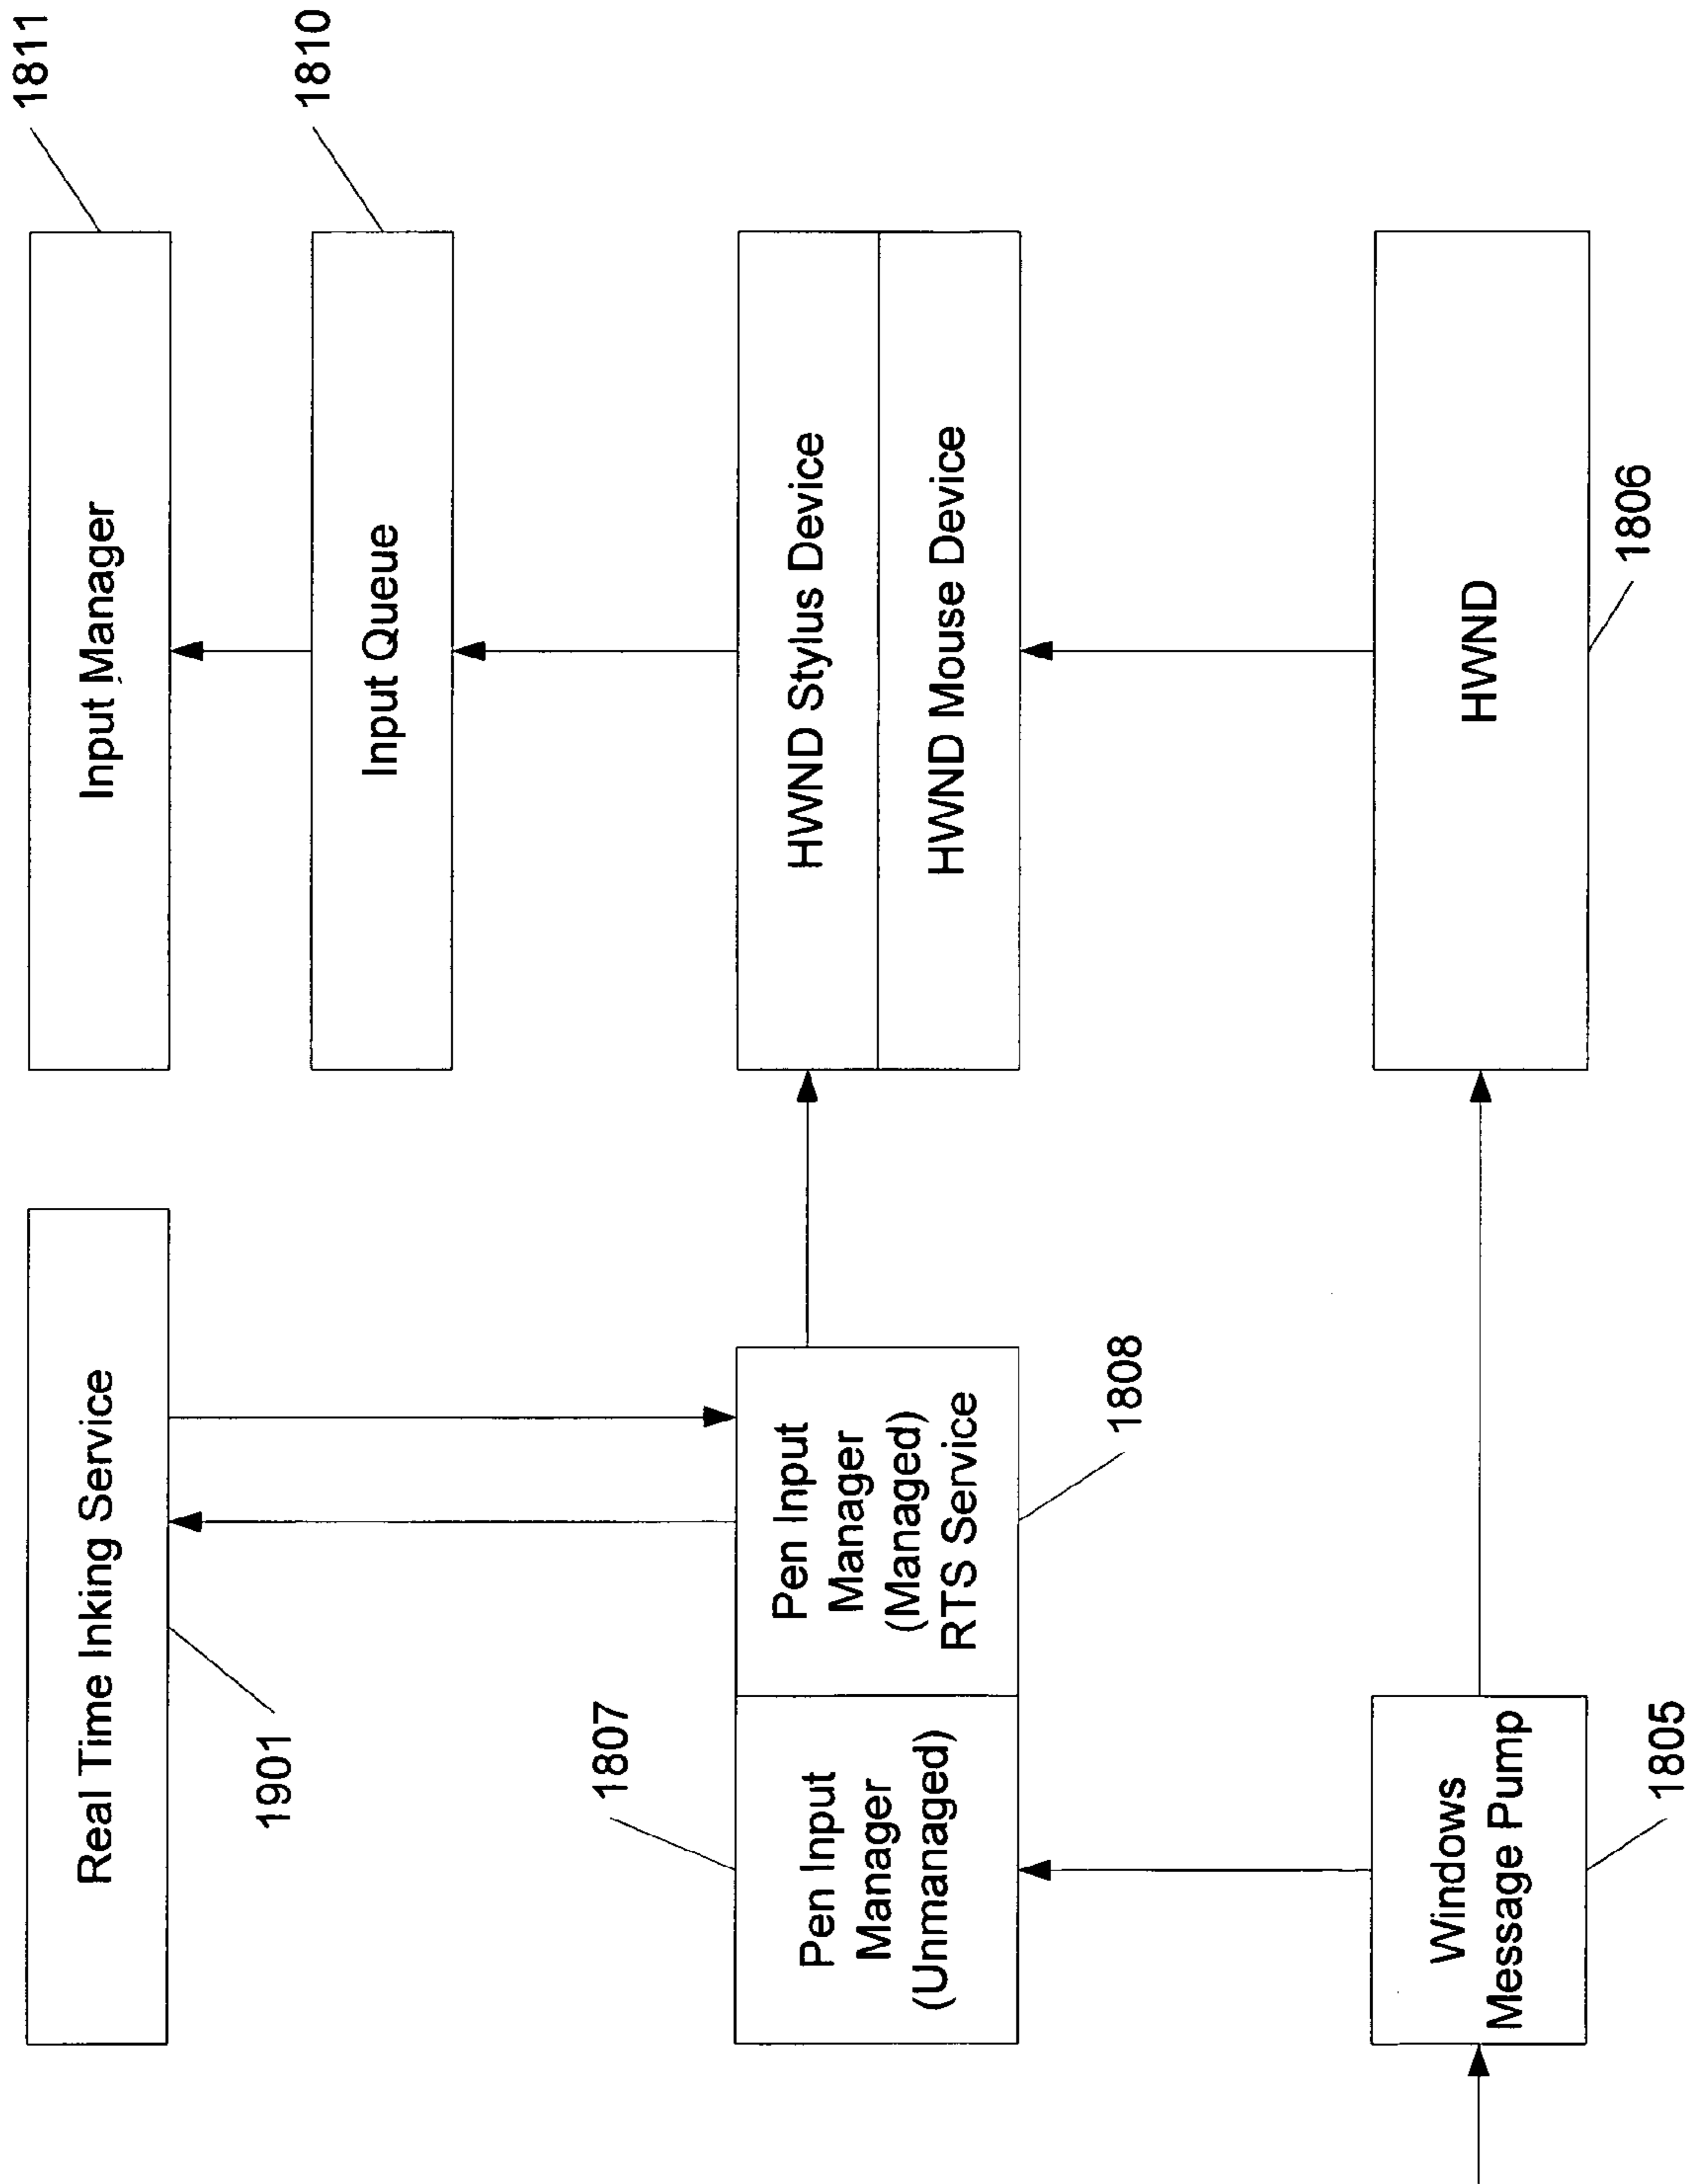 Real Time Inking Service
1901
Input Manager
1811
Input Queue
1810
1807
Pen Input
Manager
(Unmanaged)
Pen Input
Manager
(Managed)
RTS Service
1808
HWND Stylus Device
HWND Mouse Device
Windows
Message Pump
1805
HWND
1806